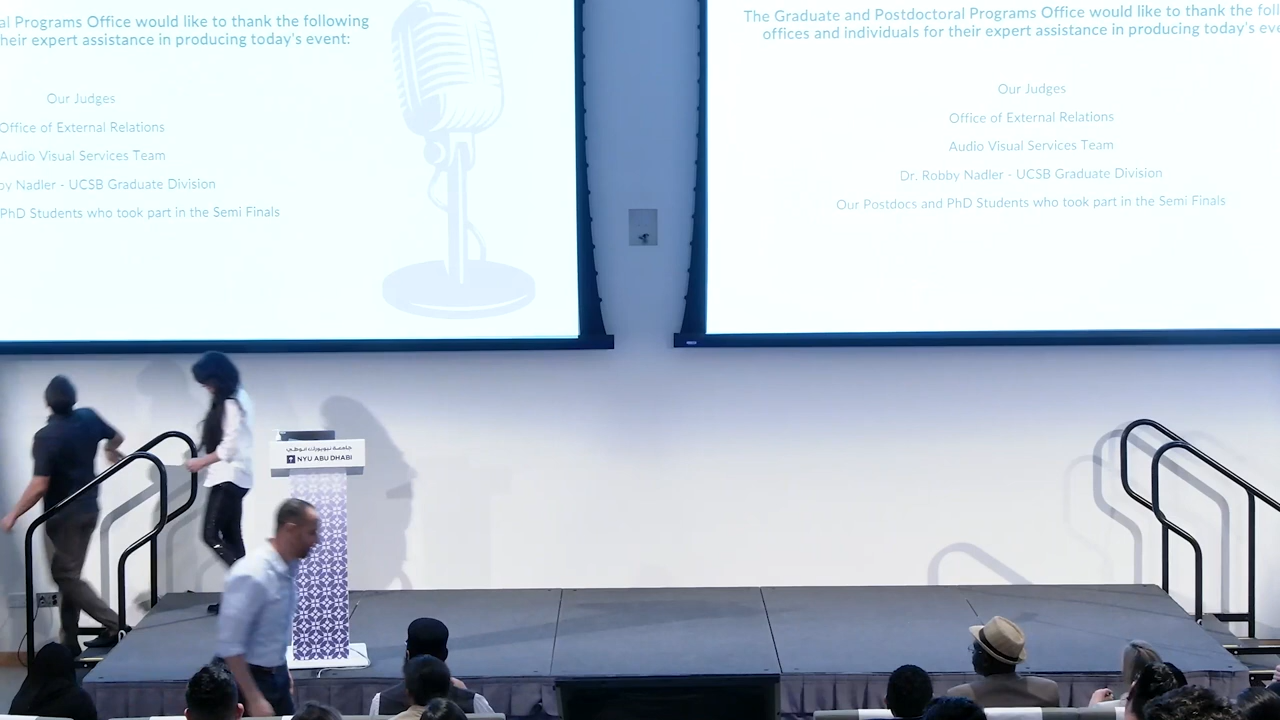 al Programs Office would like to thank the following
heir expert assistance in producing today's event:
Our Judges
Office of External Relations
Audio Visual Services Team
by Nadler - UCSB Graduate Division
PhD Students who took part in the Semi Finals
The Graduate and Postdoctoral Programs Office would like to thank the foll
offices and individuals for their expert assistance in producing today's eve
Our Judges
Office of External Relations
Audio Visual Services Team
Dr. Robby Nadler - UCSB Graduate Division
Our Postdocs and PhD Students who took part in the Semi Finals
جامعة نيويورك أبوظبي
NYU ABU DHABI